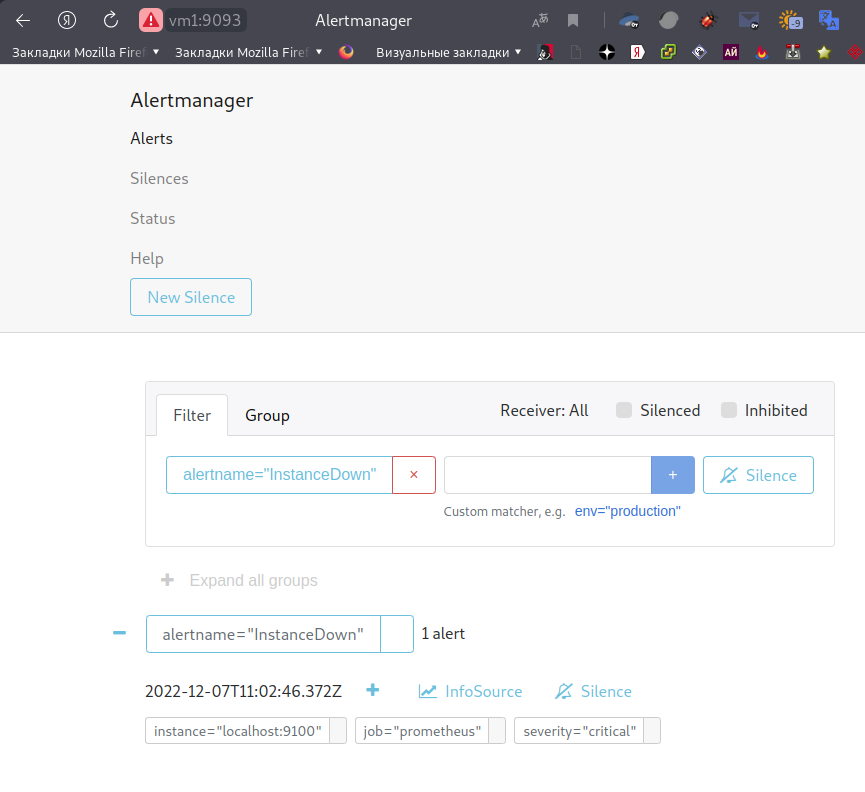 vm1:9093 Alertmanager
Закладки Mozilla Firef Закладки Mozilla Firef Визуальные закладки
Alertmanager
Alerts
Silences
Status
Help
New Silence
Filter Group Receiver: All Silenced Inhibited
alertname="InstanceDown" × + Silence
Custom matcher, e.g. env="production"
+ Expand all groups
− alertname="InstanceDown" 1 alert
2022-12-07T11:02:46.372Z + InfoSource Silence
instance="localhost:9100" job="prometheus" severity="critical"